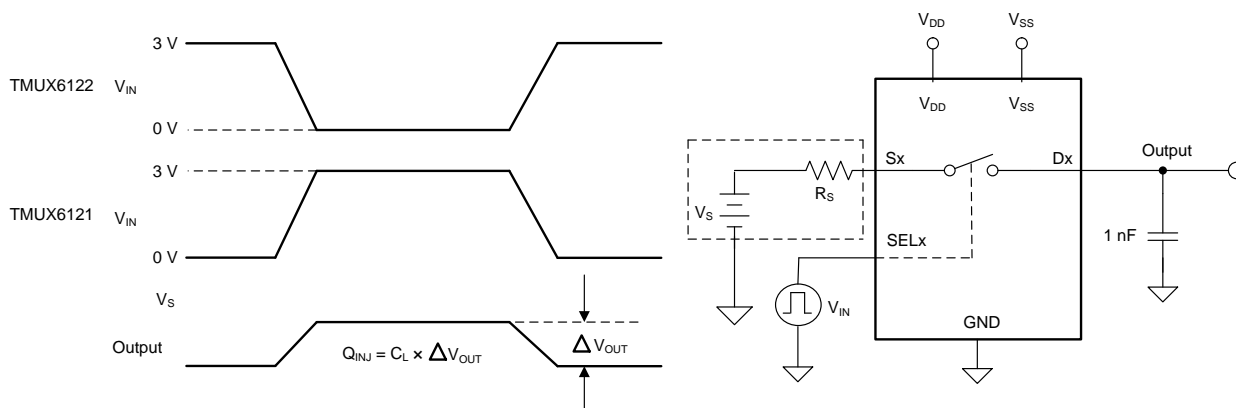 3 V
TMUX6122 V_IN
0 V
3 V
TMUX6121 V_IN
0 V
V_S
Output
Q_INJ = C_L × ΔV_OUT
ΔV_OUT
V_DD V_SS
V_DD V_SS
Sx Dx Output
R_S
V_S
SELx
1 nF
V_IN
GND